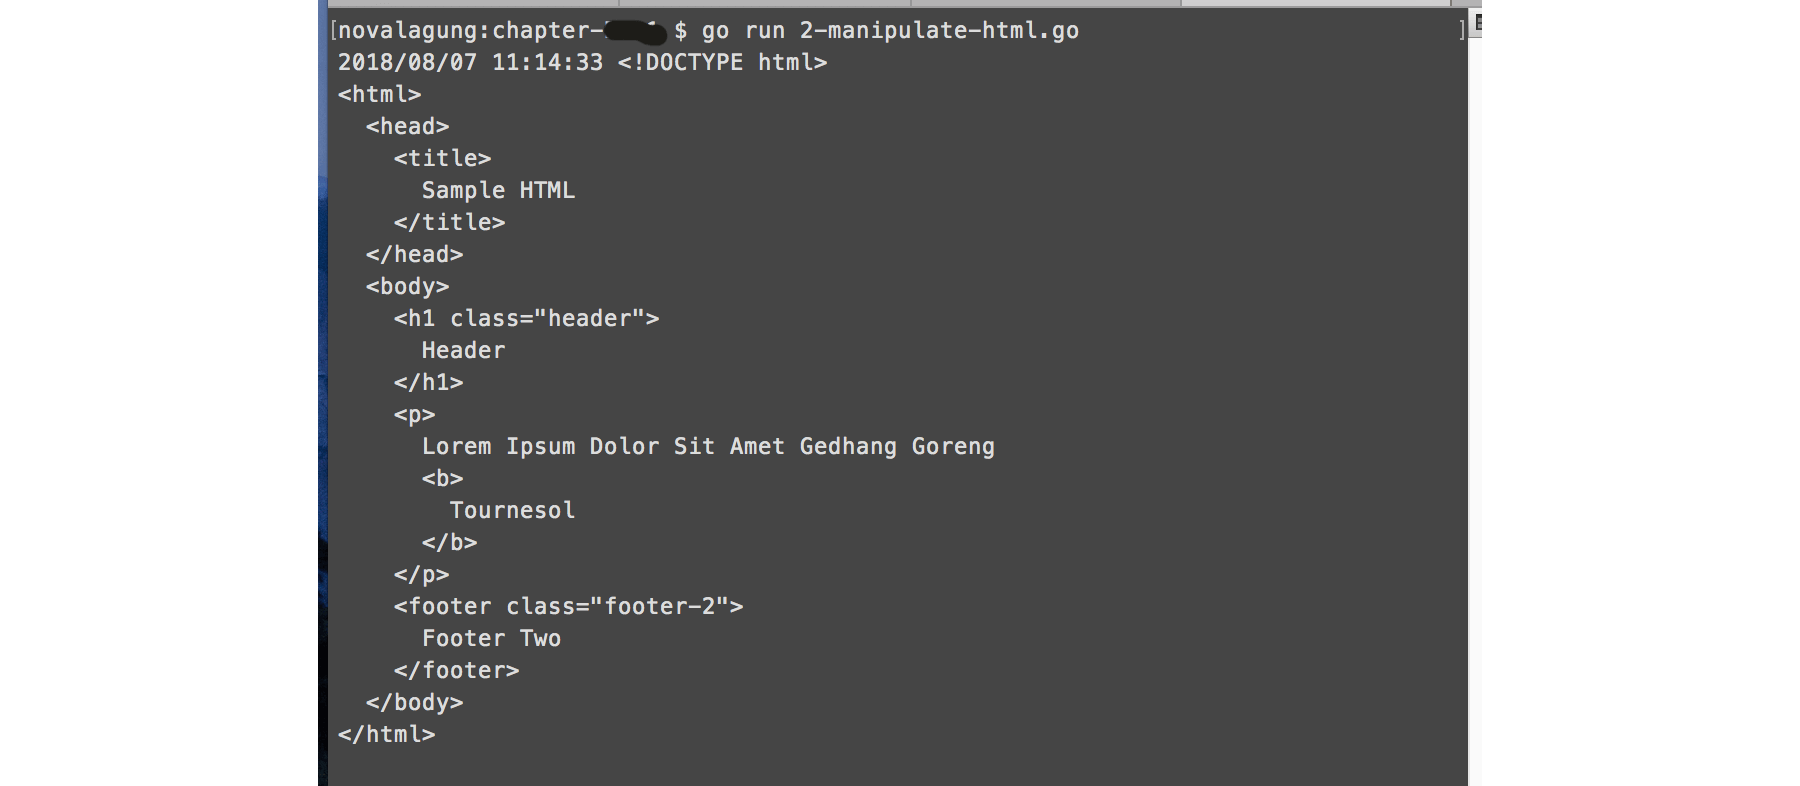 [novalagung:chapter- $ go run 2-manipulate-html.go ]
2018/08/07 11:14:33 <!DOCTYPE html>
<html>
  <head>
    <title>
      Sample HTML
    </title>
  </head>
  <body>
    <h1 class="header">
      Header
    </h1>
    <p>
      Lorem Ipsum Dolor Sit Amet Gedhang Goreng
      <b>
        Tournesol
      </b>
    </p>
    <footer class="footer-2">
      Footer Two
    </footer>
  </body>
</html>